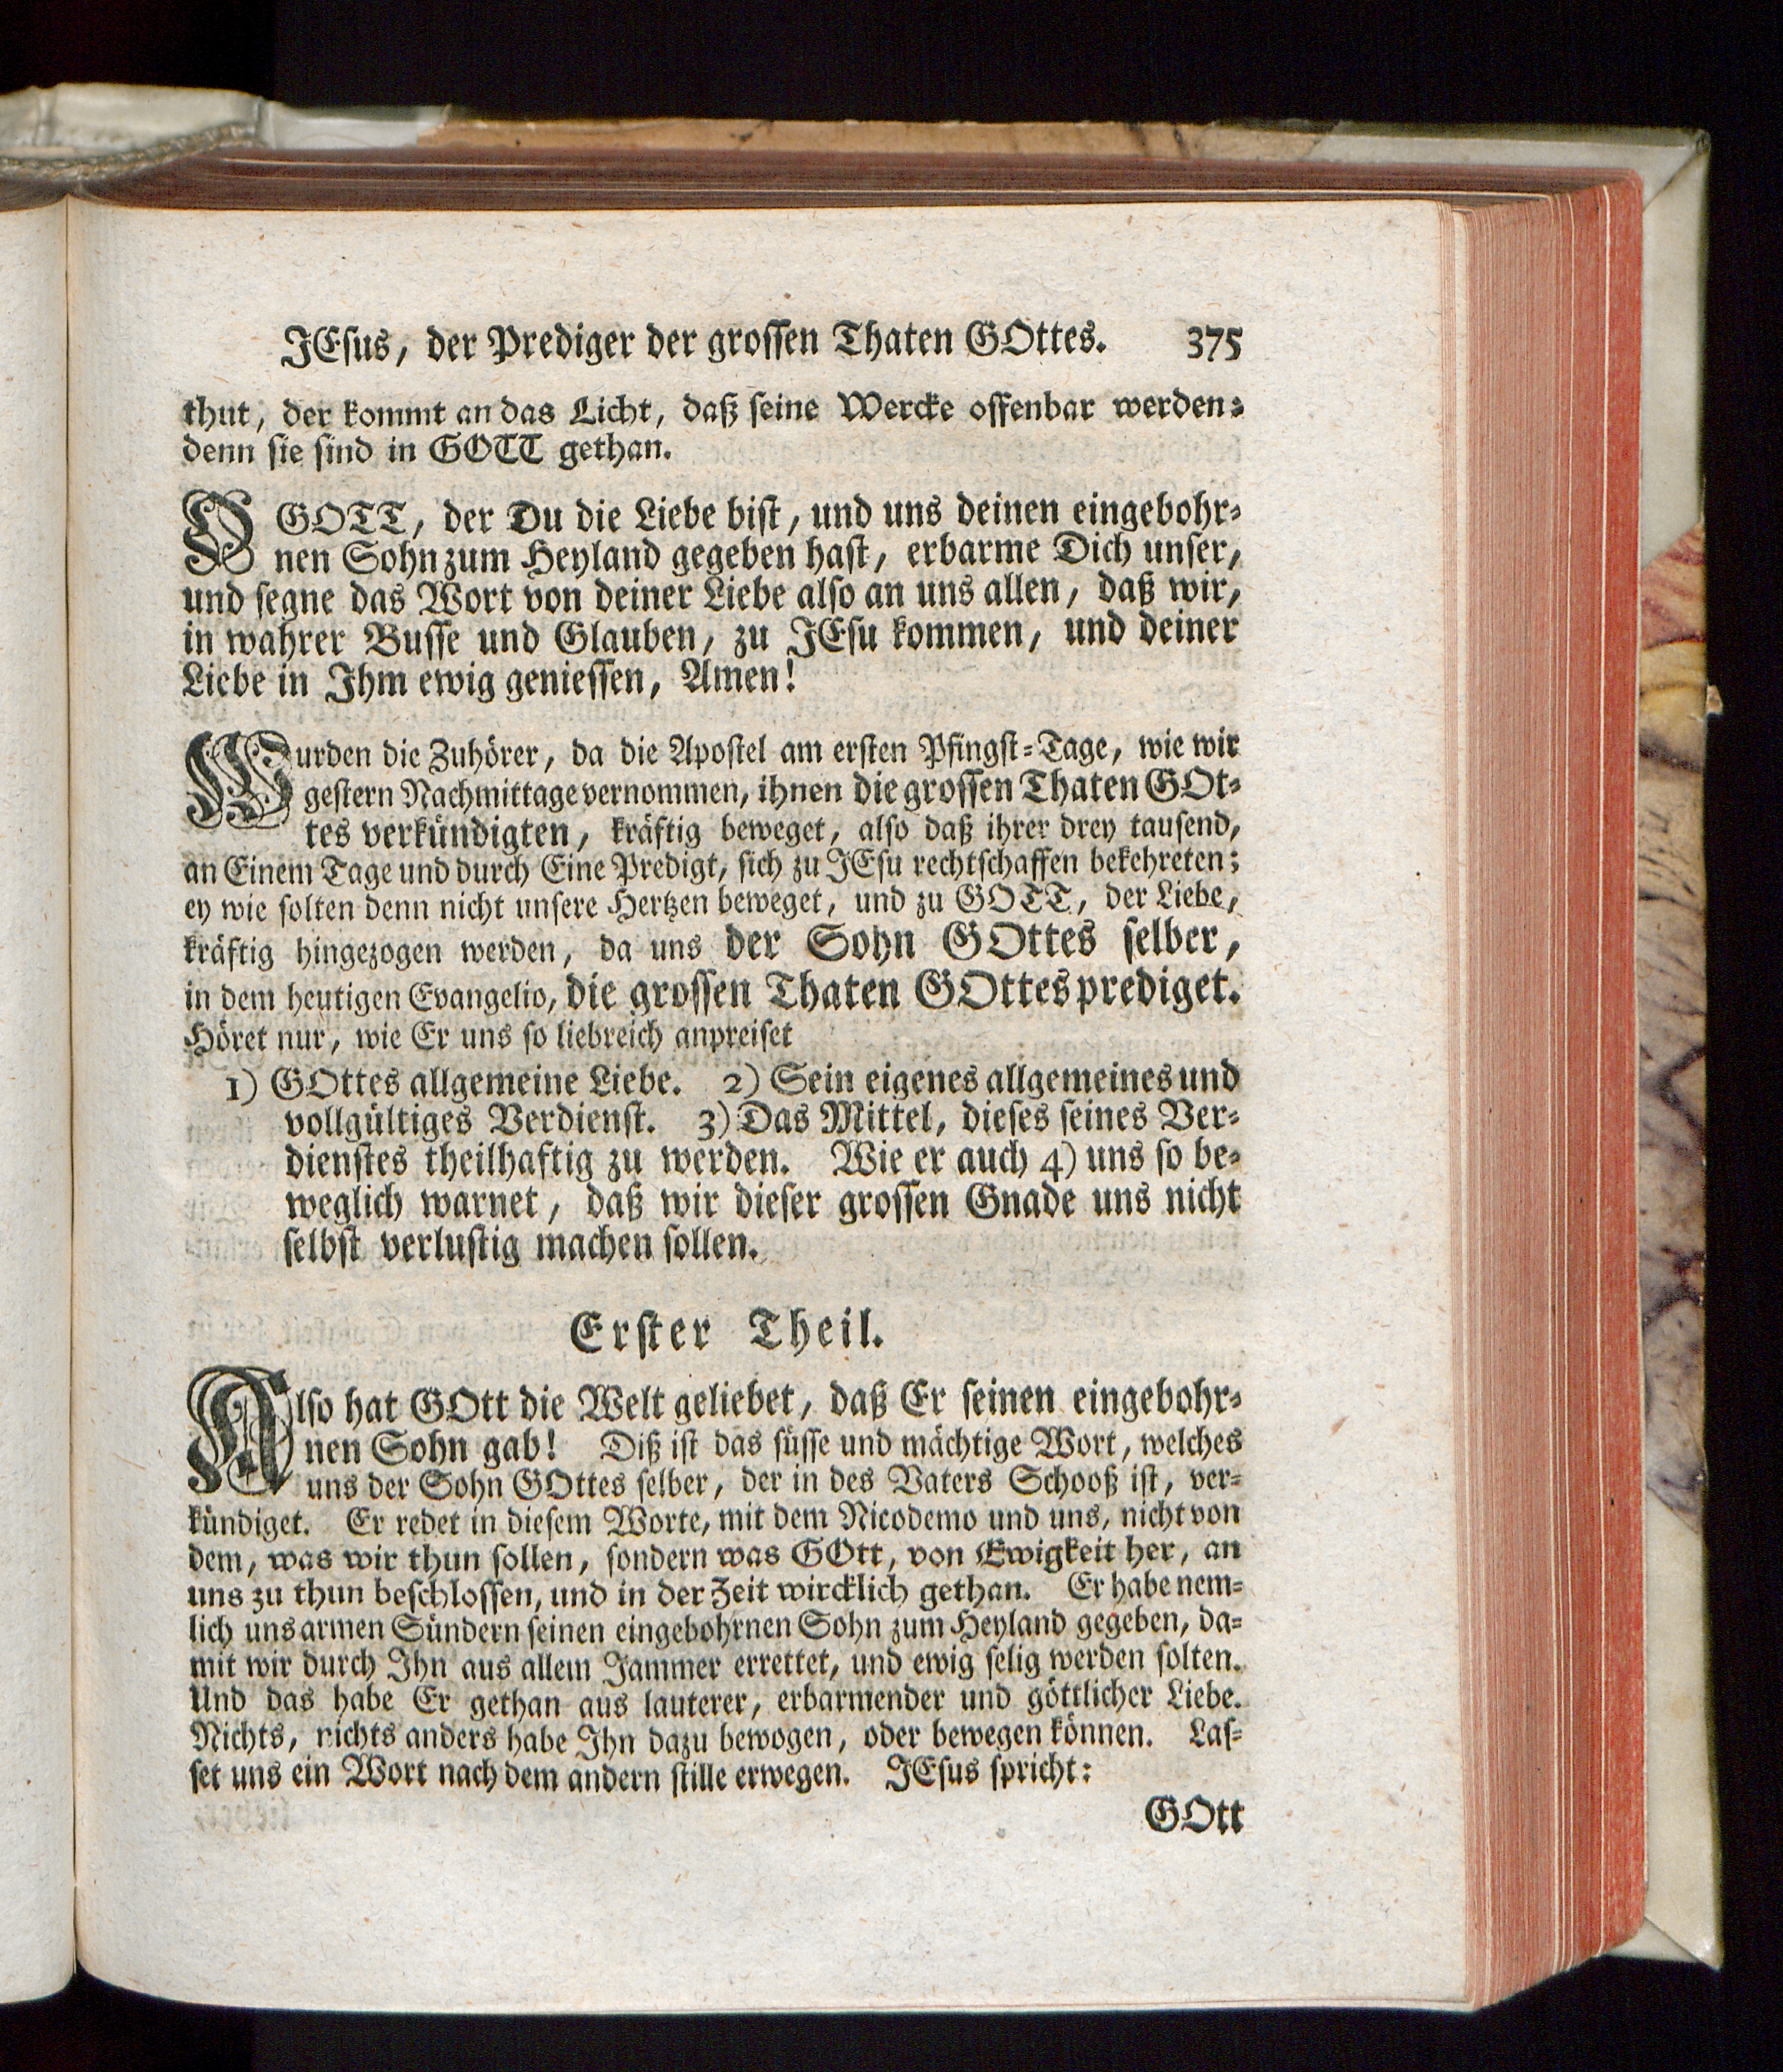 JEsus, der Prediger der grossen Thaten GOttes. 375
thut, der kommt an das Licht, daß seine Wercke offenbar werden:
denn sie sind in GOTT gethan.
O GOTT, der Du die Liebe bist, und uns deinen eingebohr-
nen Sohn zum Heyland gegeben hast, erbarme Dich unser,
und segne das Wort von deiner Liebe also an uns allen, daß wir,
in wahrer Busse und Glauben, zu JEsu kommen, und deiner
Liebe in Ihm ewig geniessen, Amen!
Wurden die Zuhörer, da die Apostel am ersten Pfingst-Tage, wie wir
gestern Nachmittage vernommen, ihnen die grossen Thaten GOt-
tes verkündigten, kräftig beweget, also daß ihrer drey tausend,
an Einem Tage und durch Eine Predigt, sich zu JEsu rechtschaffen bekehreten;
ey wie solten denn nicht unsere Hertzen beweget, und zu GOTT, der Liebe,
kräftig hingezogen werden, da uns der Sohn GOttes selber,
in dem heutigen Evangelio, die grossen Thaten GOttes prediget.
Höret nur, wie Er uns so liebreich anpreiset
1) GOttes allgemeine Liebe. 2) Sein eigenes allgemeines und
vollgültiges Verdienst. 3) Das Mittel, dieses seines Ver-
dienstes theilhaftig zu werden. Wie er auch 4) uns so be-
weglich warnet, daß wir dieser grossen Gnade uns nicht
selbst verlustig machen sollen.
Erster Theil.
Also hat GOtt die Welt geliebet, daß Er seinen eingebohr-
nen Sohn gab! Diß ist das süsse und mächtige Wort, welches
uns der Sohn GOttes selber, der in des Vaters Schooß ist, ver-
kündiget. Er redet in diesem Worte, mit dem Nicodemo und uns, nicht von
dem, was wir thun sollen, sondern was GOtt, von Ewigkeit her, an
uns zu thun beschlossen, und in der Zeit wircklich gethan. Er habe nem-
lich uns armen Sündern seinen eingebohrnen Sohn zum Heyland gegeben, da-
mit wir durch Ihn aus allem Jammer errettet, und ewig selig werden solten.
Und das habe Er gethan aus lauterer, erbarmender und göttlicher Liebe.
Nichts, nichts anders habe Ihn dazu bewogen, oder bewegen können. Las-
set uns ein Wort nach dem andern stille erwegen. JEsus spricht:
GOtt